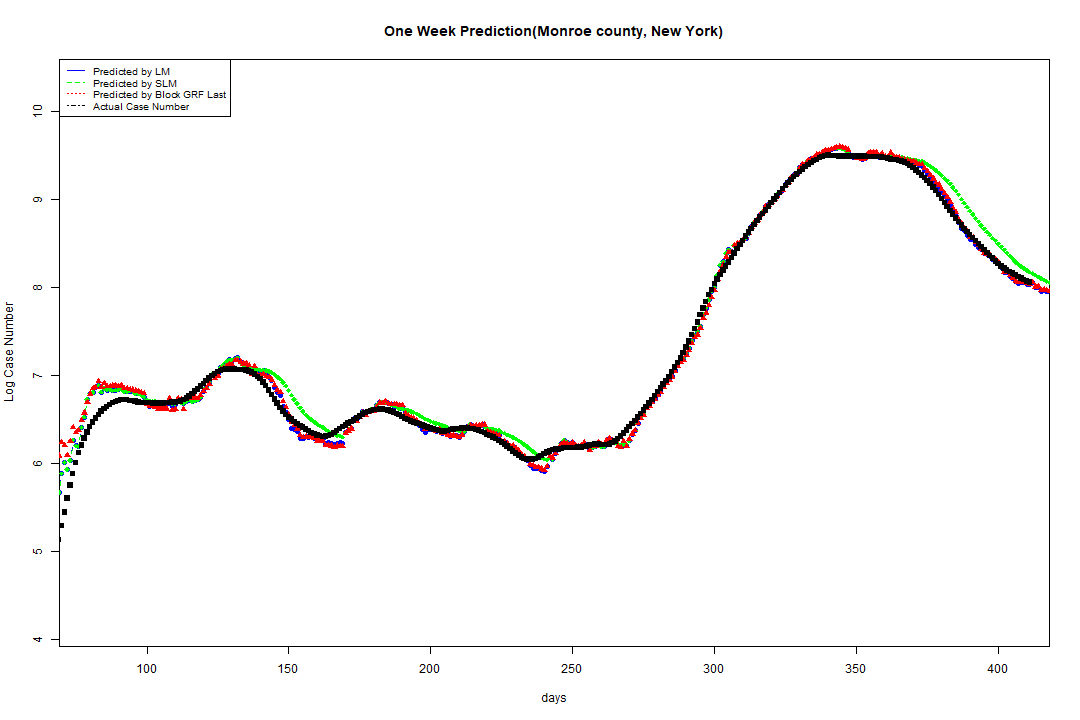 One Week Prediction(Monroe county, New York)
Predicted by LM
Predicted by SLM
Predicted by Block GRF Last
Actual Case Number
10
9
8
7
6
5
4
Log Case Number
100 150 200 250 300 350 400
days